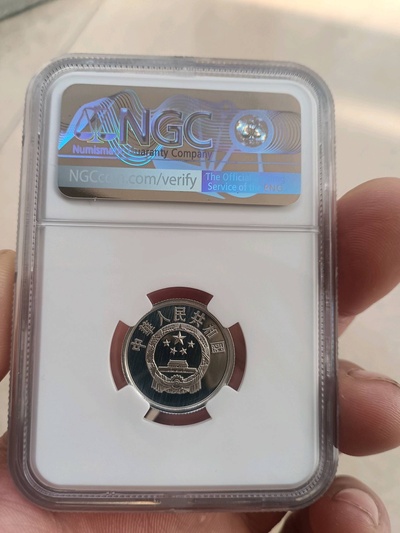 NGC
Numismatic Guaranty Company
NGCcoin.com/verify
The Official
Service of the ANA
中華人民共和国